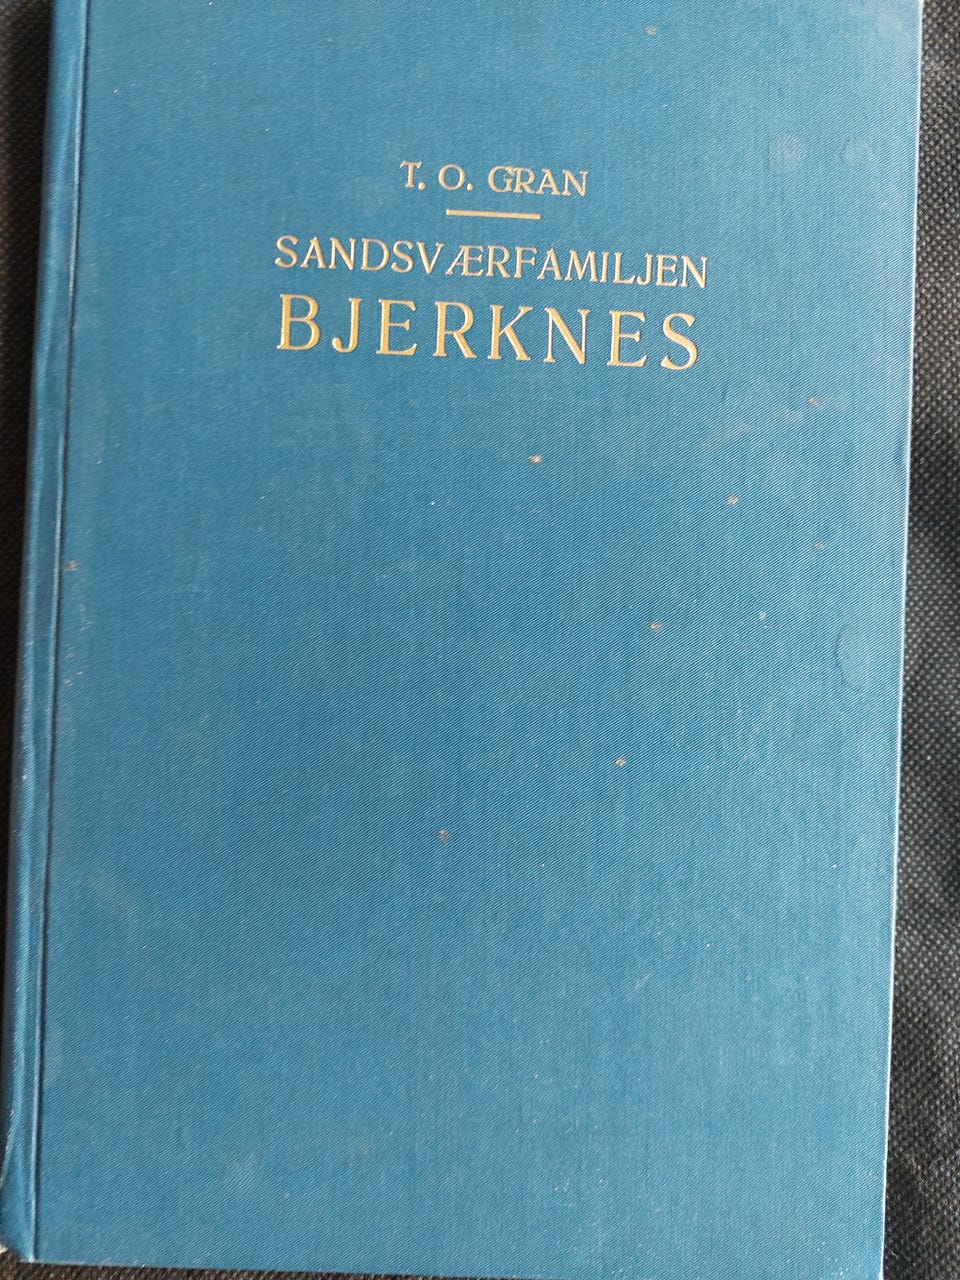 T. O. GRAN
SANDSVÆRFAMILJEN
BJERKNES